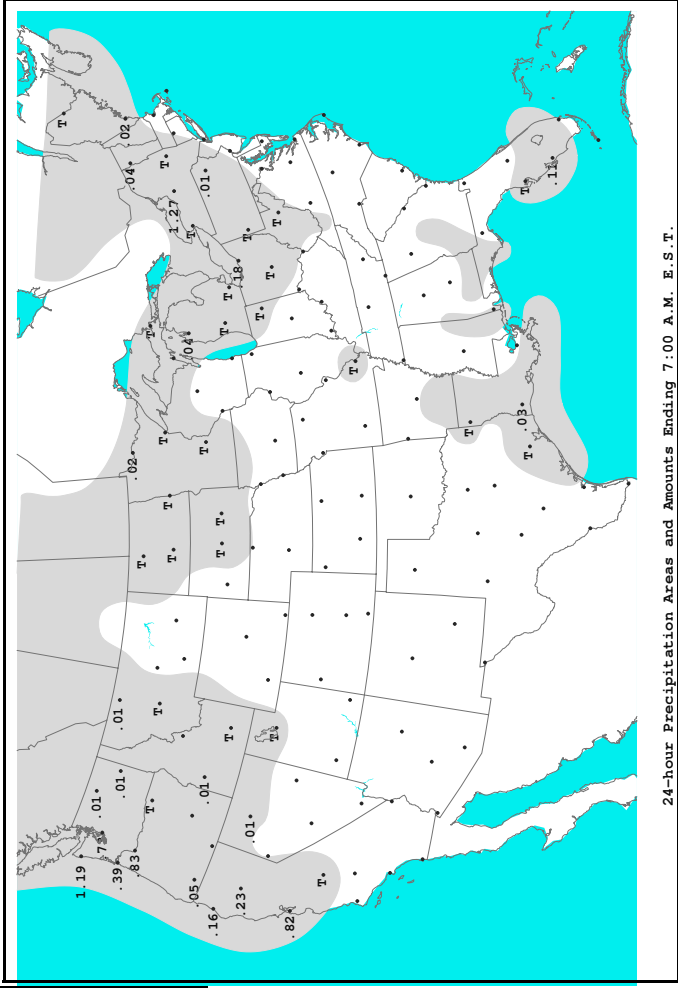 T
1.19
.01
.39
.01
.01
.02
.04
.02
.83
T
T
T
T
T
T
T
T
1.27
.04
T
.05
.01
T
.01
.16
T
T
T
T
T
.18
.23
T
.01
T
T
T
T
.82
T
T
T
.03
T
T
.11
24-hour Precipitation Areas and Amounts Ending 7:00 A.M. E.S.T.